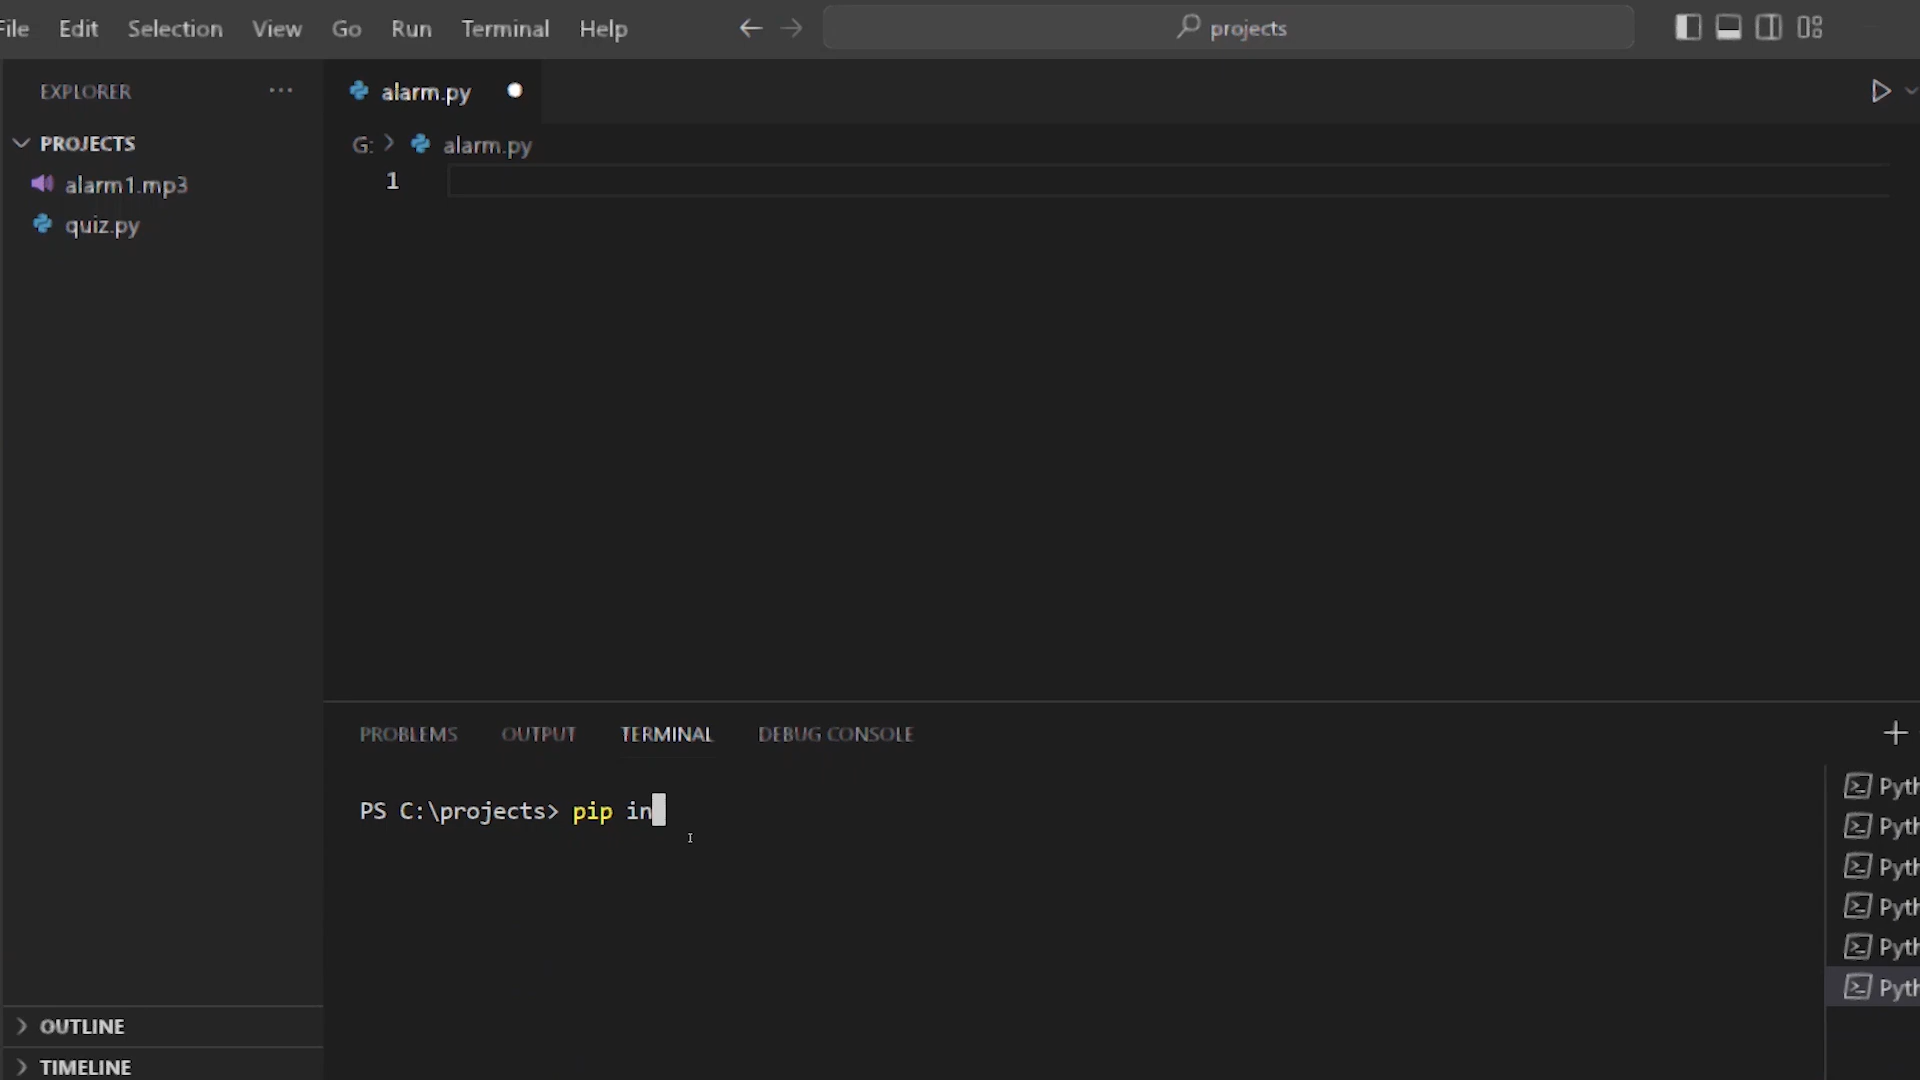 File Edit Selection View Go Run Terminal Help projects
EXPLORER
PROJECTS
alarm1.mp3
quiz.py
alarm.py
G: > alarm.py
1
PROBLEMS OUTPUT TERMINAL DEBUG CONSOLE
PS C:\projects> pip in
Pyth
Pyth
Pyth
Pyth
Pyth
Pyth
OUTLINE
TIMELINE